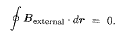 ∮ B_external · dr = 0.